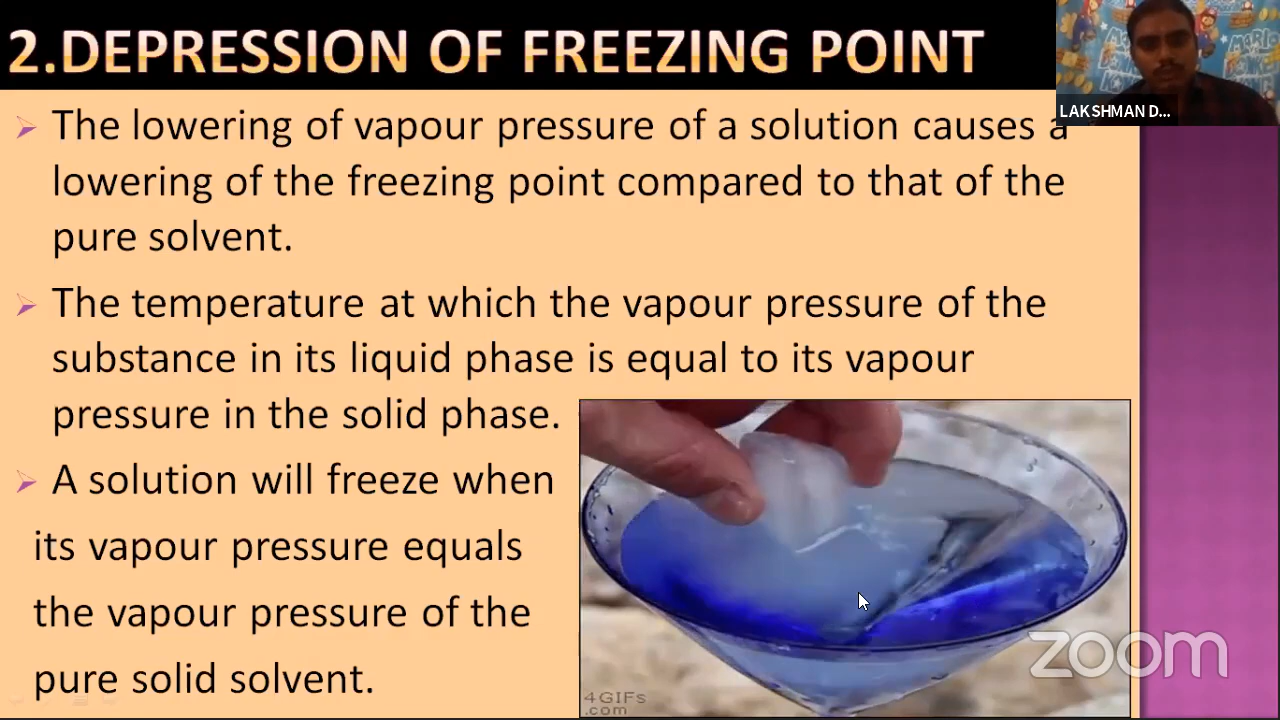 2.DEPRESSION OF FREEZING POINT
LAKSHMAN D...
➢ The lowering of vapour pressure of a solution causes a
lowering of the freezing point compared to that of the
pure solvent.
➢ The temperature at which the vapour pressure of the
substance in its liquid phase is equal to its vapour
pressure in the solid phase.
➢ A solution will freeze when
its vapour pressure equals
the vapour pressure of the
pure solid solvent.
4GIFs
.com
zoom